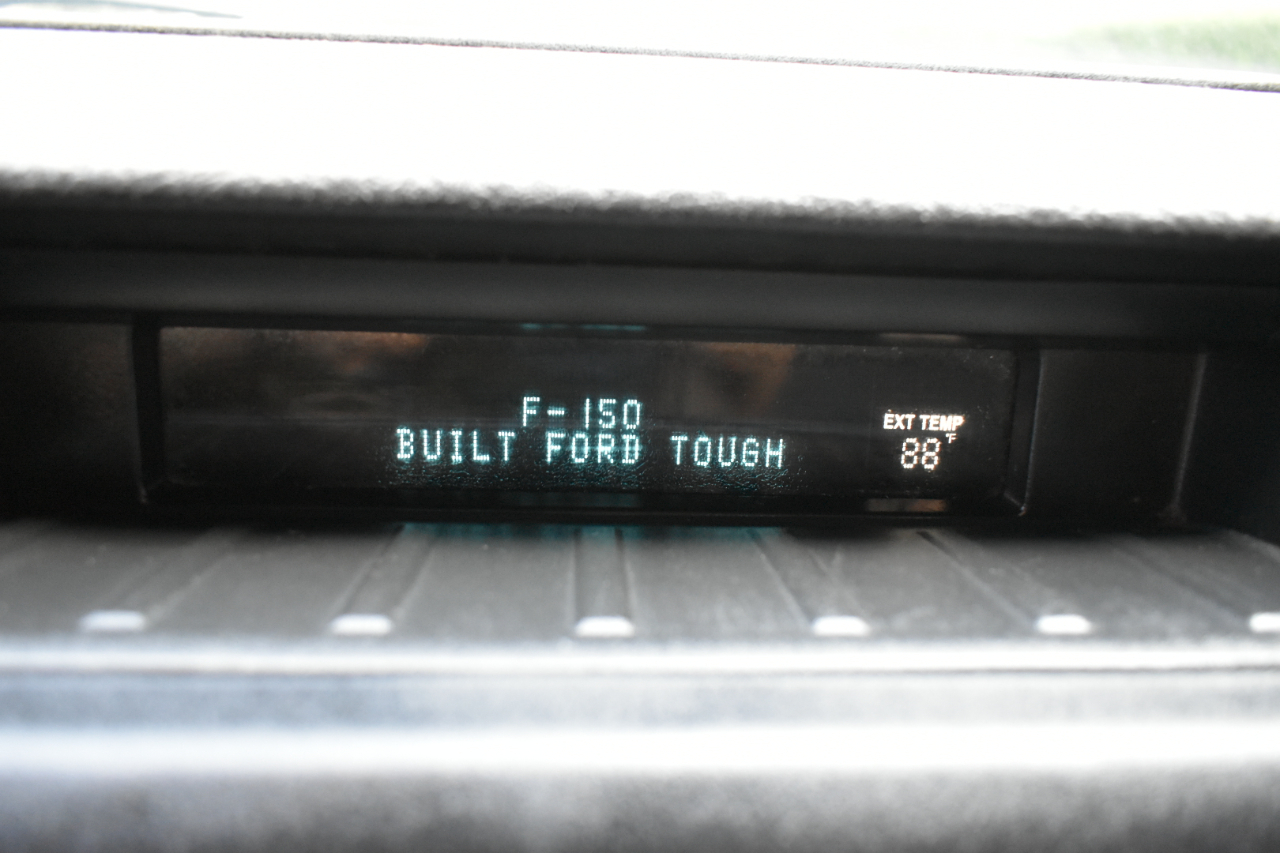 F-150
BUILT FORD TOUGH
EXT TEMP
88°F